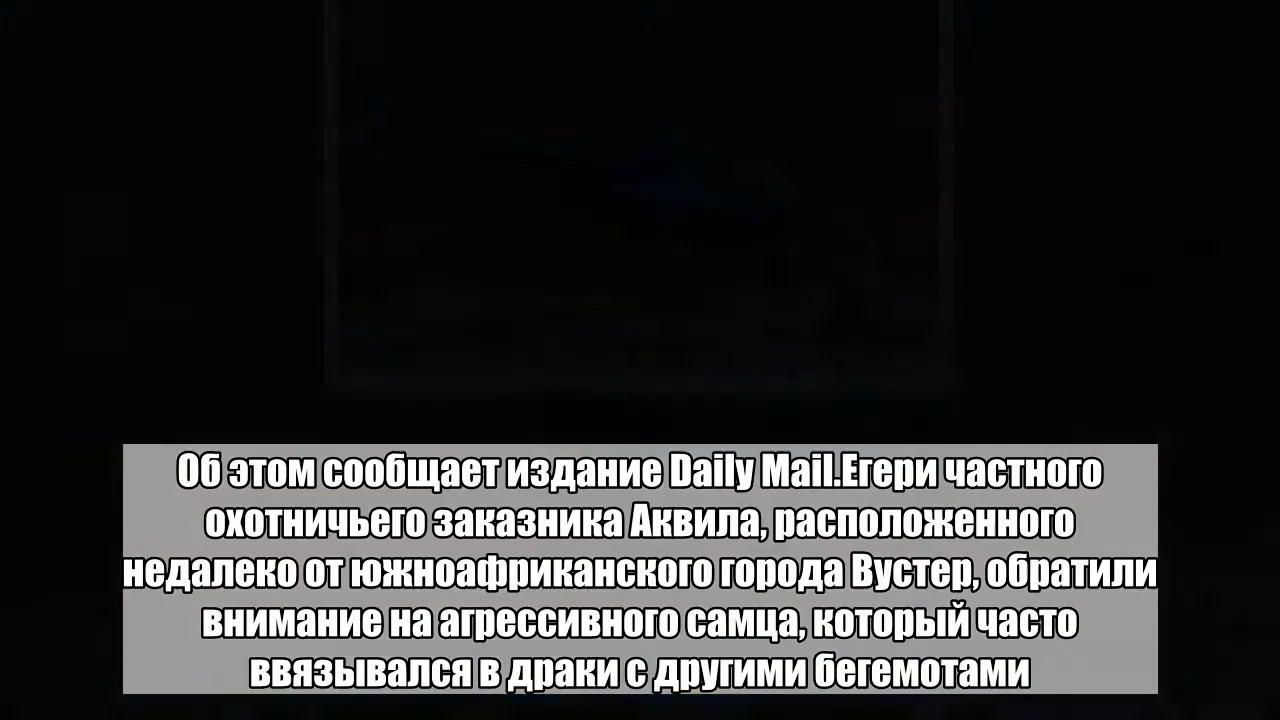 Об этом сообщает издание Daily Mail.Егери частного
охотничьего заказника Аквила, расположенного
недалеко от южноафриканского города Вустер, обратили
внимание на агрессивного самца, который часто
ввязывался в драки с другими бегемотами